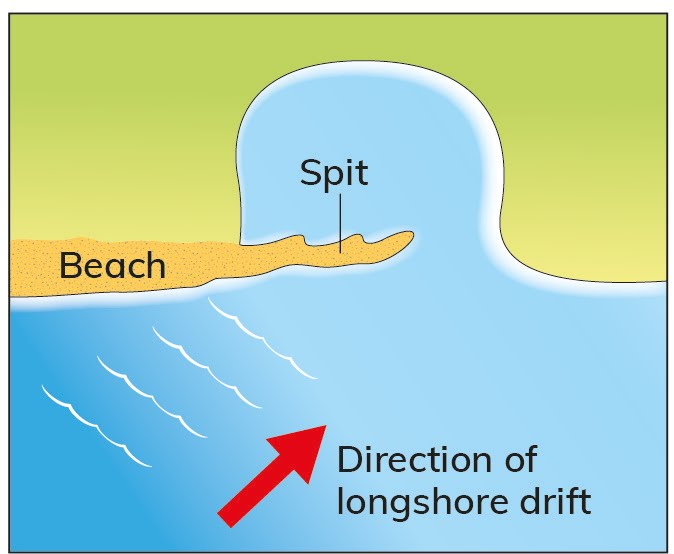 Spit
Beach
Direction of
longshore drift